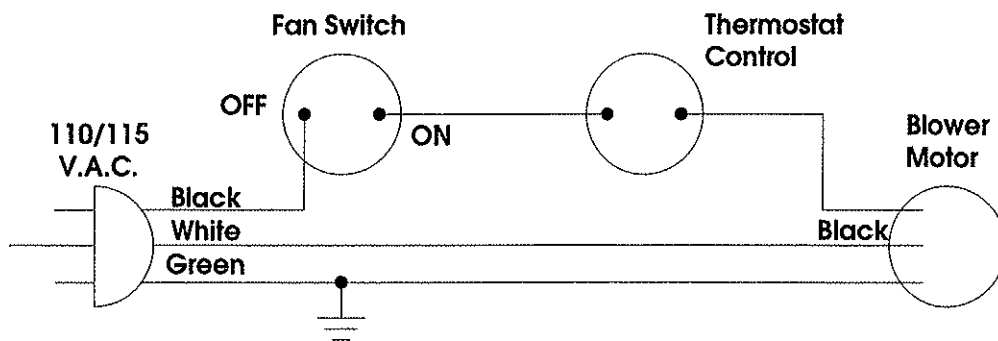 Fan Switch
Thermostat
Control
OFF
ON
110/115
V.A.C.
Blower
Motor
Black
White
Black
Green